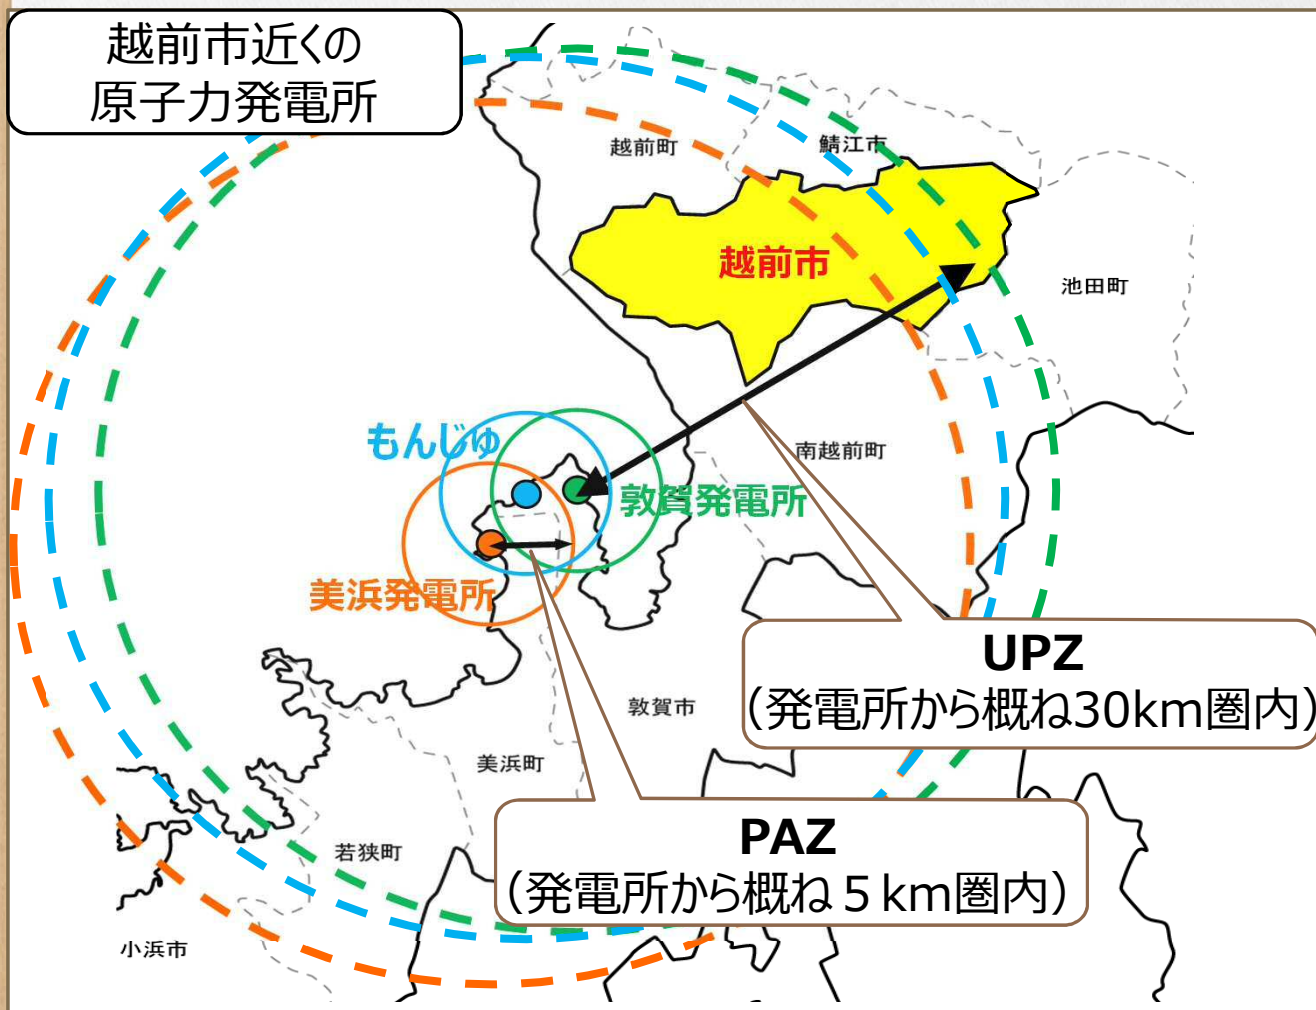 越前市近くの
原子力発電所
越前町
鯖江市
越前市
池田町
もんじゅ
南越前町
敦賀発電所
美浜発電所
UPZ
（発電所から概ね30km圏内）
敦賀市
美浜町
PAZ
（発電所から概ね５km圏内）
若狭町
小浜市